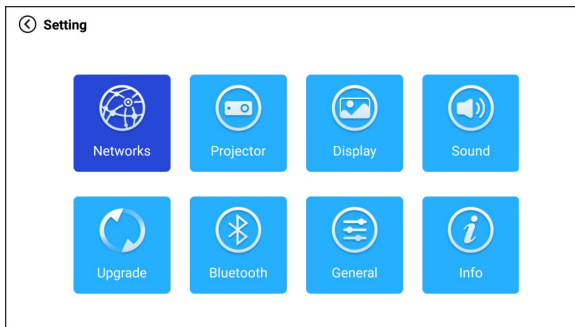 Setting
Networks
Projector
Display
Sound
Upgrade
Bluetooth
General
Info